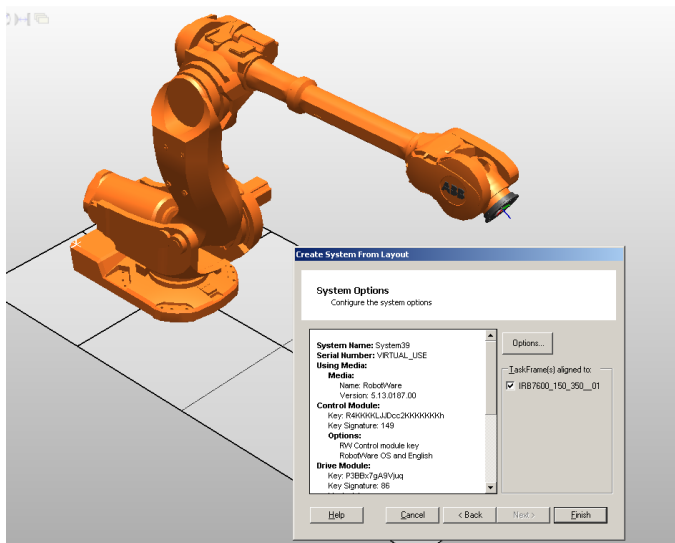 ABB
Create System From Layout
System Options
Configure the system options
System Name: System39
Serial Number: VIRTUAL_USE
Using Media:
Media:
Name: RobotWare
Version: 5.13.0187.00
Control Module:
Key: R4KKKKLJJDcc2KKKKKKKh
Key Signature: 149
Options:
RW Control module key
RobotWare OS and English
Drive Module:
Key: P3BBx7gA9Vjuq
Key Signature: 86
Options...
TaskFrame(s) aligned to:
IRB7600_150_350__01
Help
Cancel
< Back
Next >
Finish